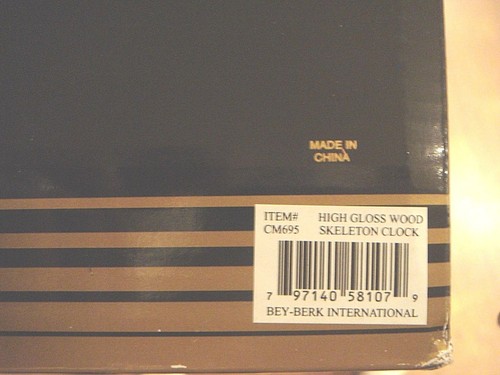 MADE IN
CHINA
ITEM# HIGH GLOSS WOOD
CM695 SKELETON CLOCK
7 97140 58107 9
BEY-BERK INTERNATIONAL